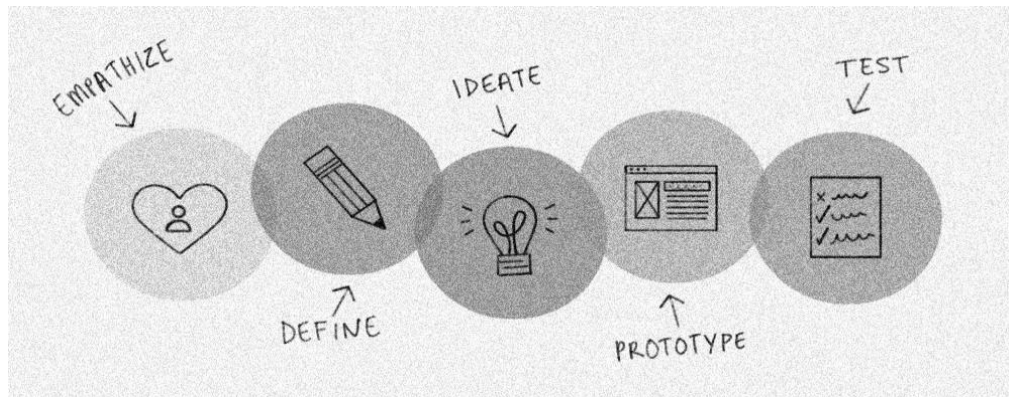 EMPATHIZE
DEFINE
IDEATE
PROTOTYPE
TEST